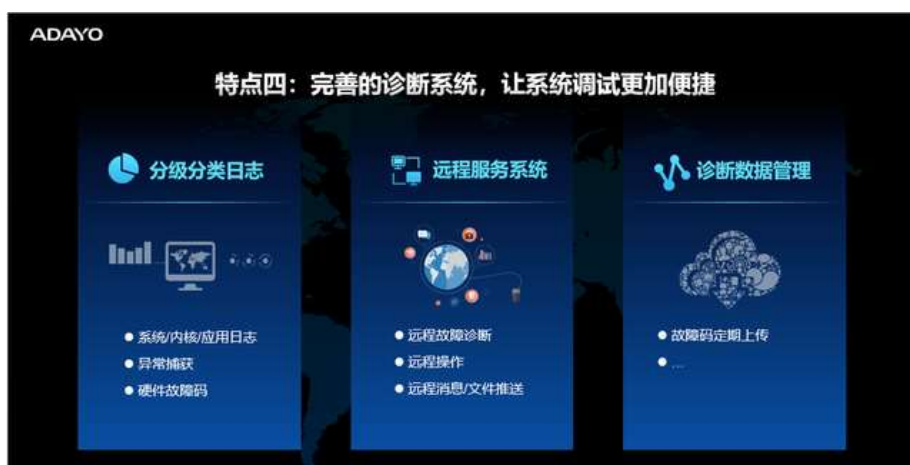 ADAYO
特点四：完善的诊断系统，让系统调试更加便捷
分级分类日志
系统/内核/应用日志
异常捕获
硬件故障码
远程服务系统
远程故障诊断
远程操作
远程消息/文件推送
诊断数据管理
故障码定期上传
...